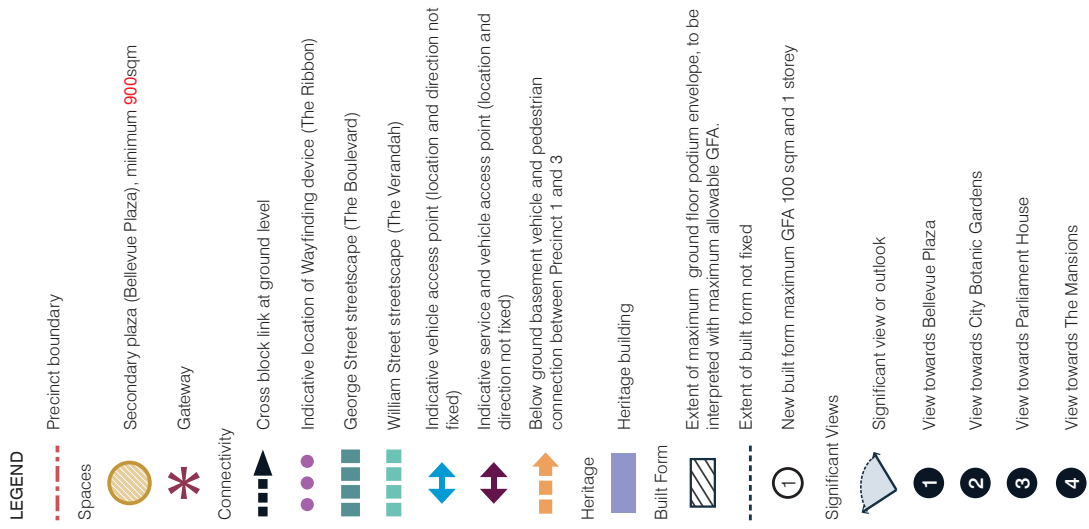 LEGEND
Precinct boundary
Spaces
Secondary plaza (Bellevue Plaza), minimum 900sqm
Gateway
Connectivity
Cross block link at ground level
Indicative location of Wayfinding device (The Ribbon)
George Street streetscape (The Boulevard)
William Street streetscape (The Verandah)
Indicative vehicle access point (location and direction not
fixed)
Indicative service and vehicle access point (location and
direction not fixed)
Below ground basement vehicle and pedestrian
connection between Precinct 1 and 3
Heritage
Heritage building
Built Form
Extent of maximum ground floor podium envelope, to be
interpreted with maximum allowable GFA.
Extent of built form not fixed
1 New built form maximum GFA 100 sqm and 1 storey
Significant Views
Significant view or outlook
1 View towards Bellevue Plaza
2 View towards City Botanic Gardens
3 View towards Parliament House
4 View towards The Mansions